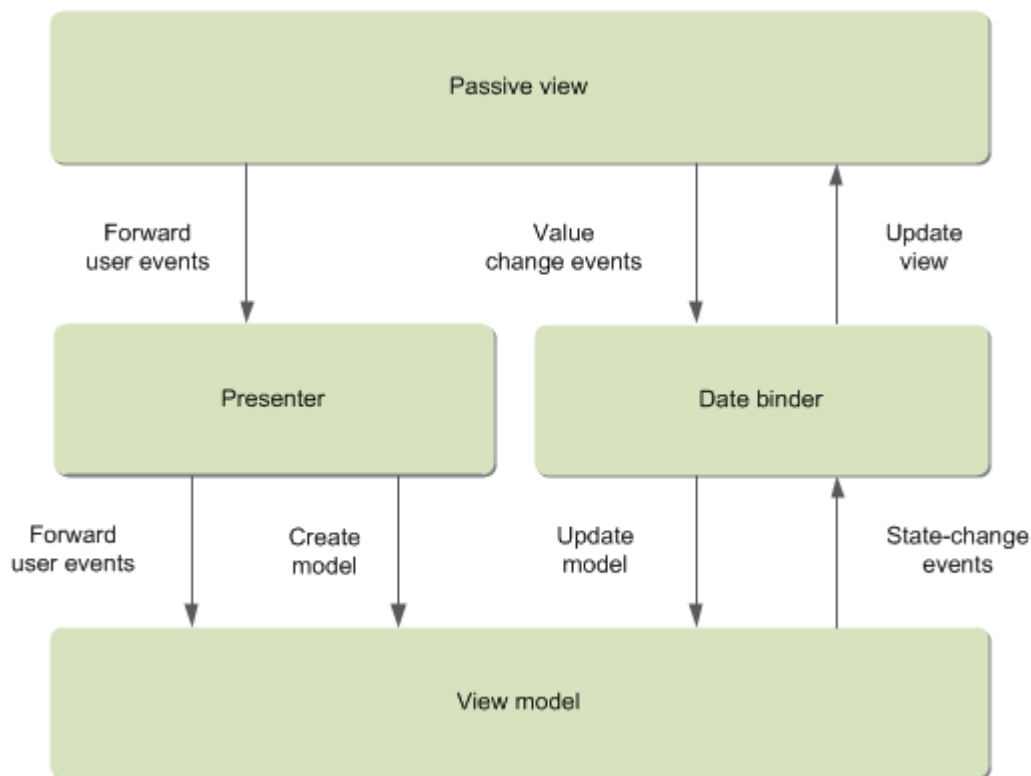 Passive view
Forward
user events
Value
change events
Update
view
Presenter
Date binder
Forward
user events
Create
model
Update
model
State-change
events
View model